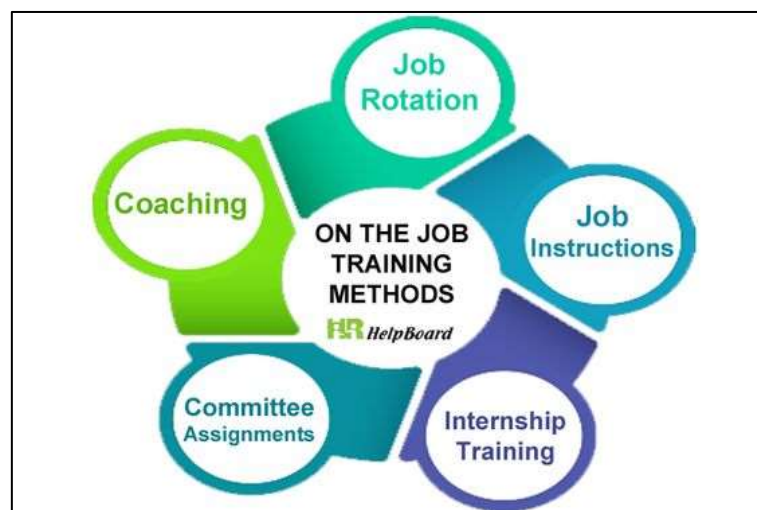 Job
Rotation
Coaching
Job
Instructions
ON THE JOB
TRAINING
METHODS
HR HelpBoard
Committee
Assignments
Internship
Training